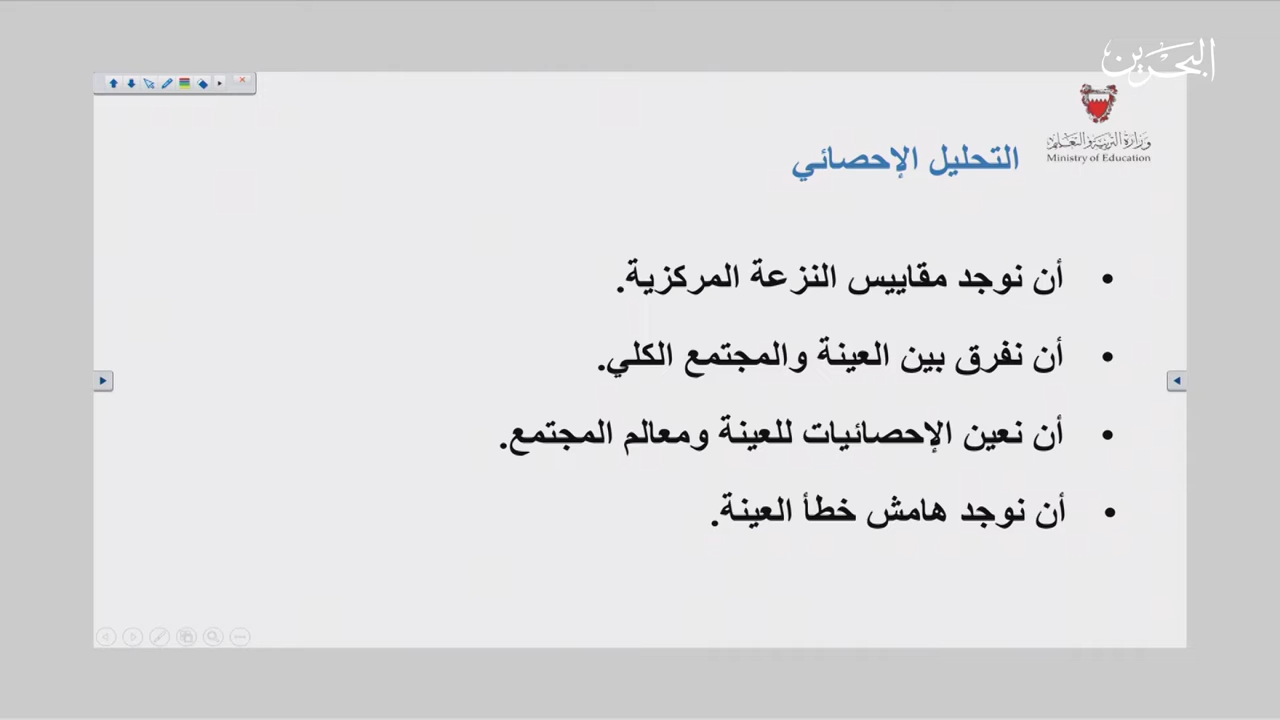 البحرين
وزارة التربية والتعليم
Ministry of Education
التحليل الإحصائي
• أن نوجد مقاييس النزعة المركزية.
• أن نفرق بين العينة والمجتمع الكلي.
• أن نعين الإحصائيات للعينة ومعالم المجتمع.
• أن نوجد هامش خطأ العينة.